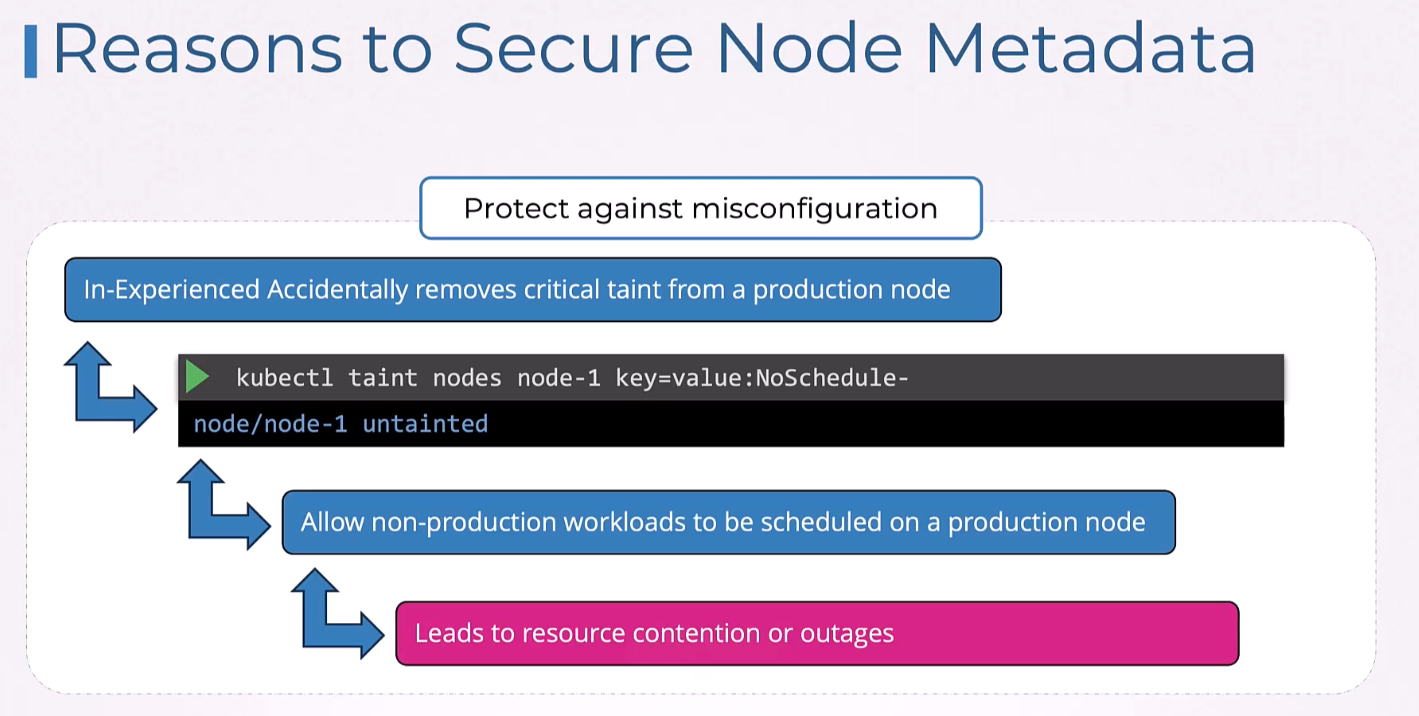 Reasons to Secure Node Metadata
Protect against misconfiguration
In-Experienced Accidentally removes critical taint from a production node
kubectl taint nodes node-1 key=value:NoSchedule-
node/node-1 untainted
Allow non-production workloads to be scheduled on a production node
Leads to resource contention or outages